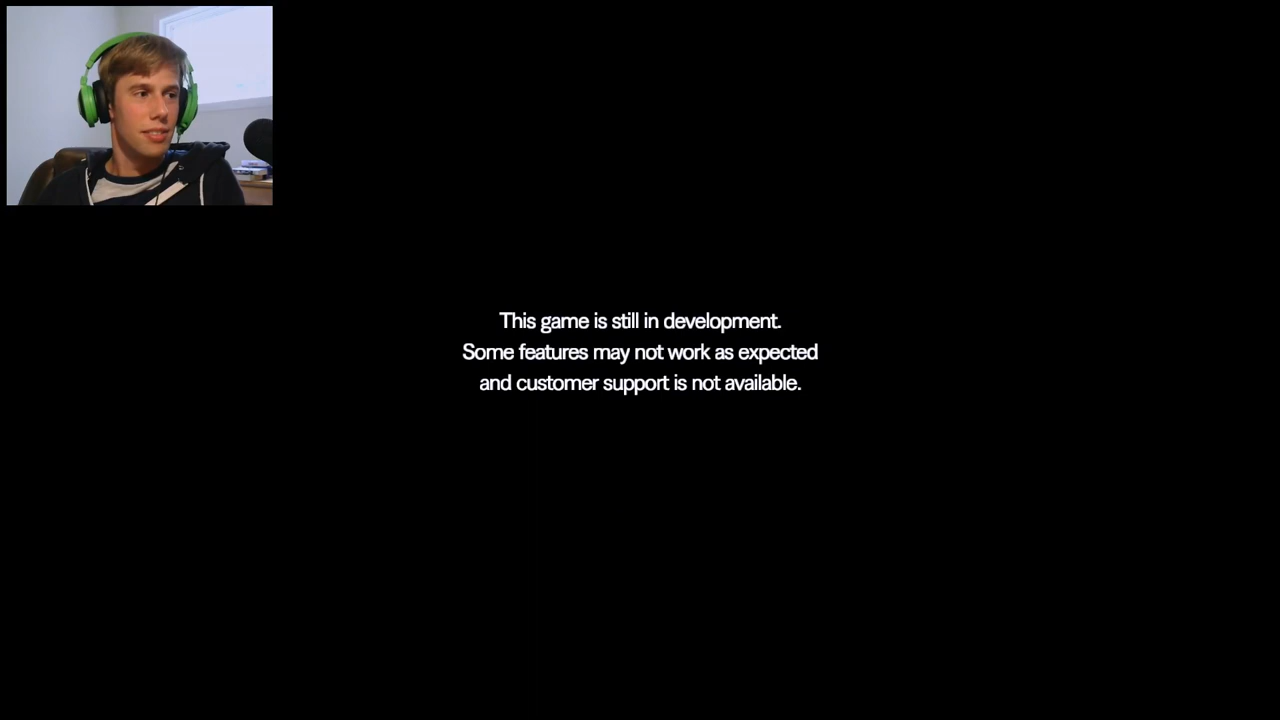 This game is still in development.
Some features may not work as expected
and customer support is not available.